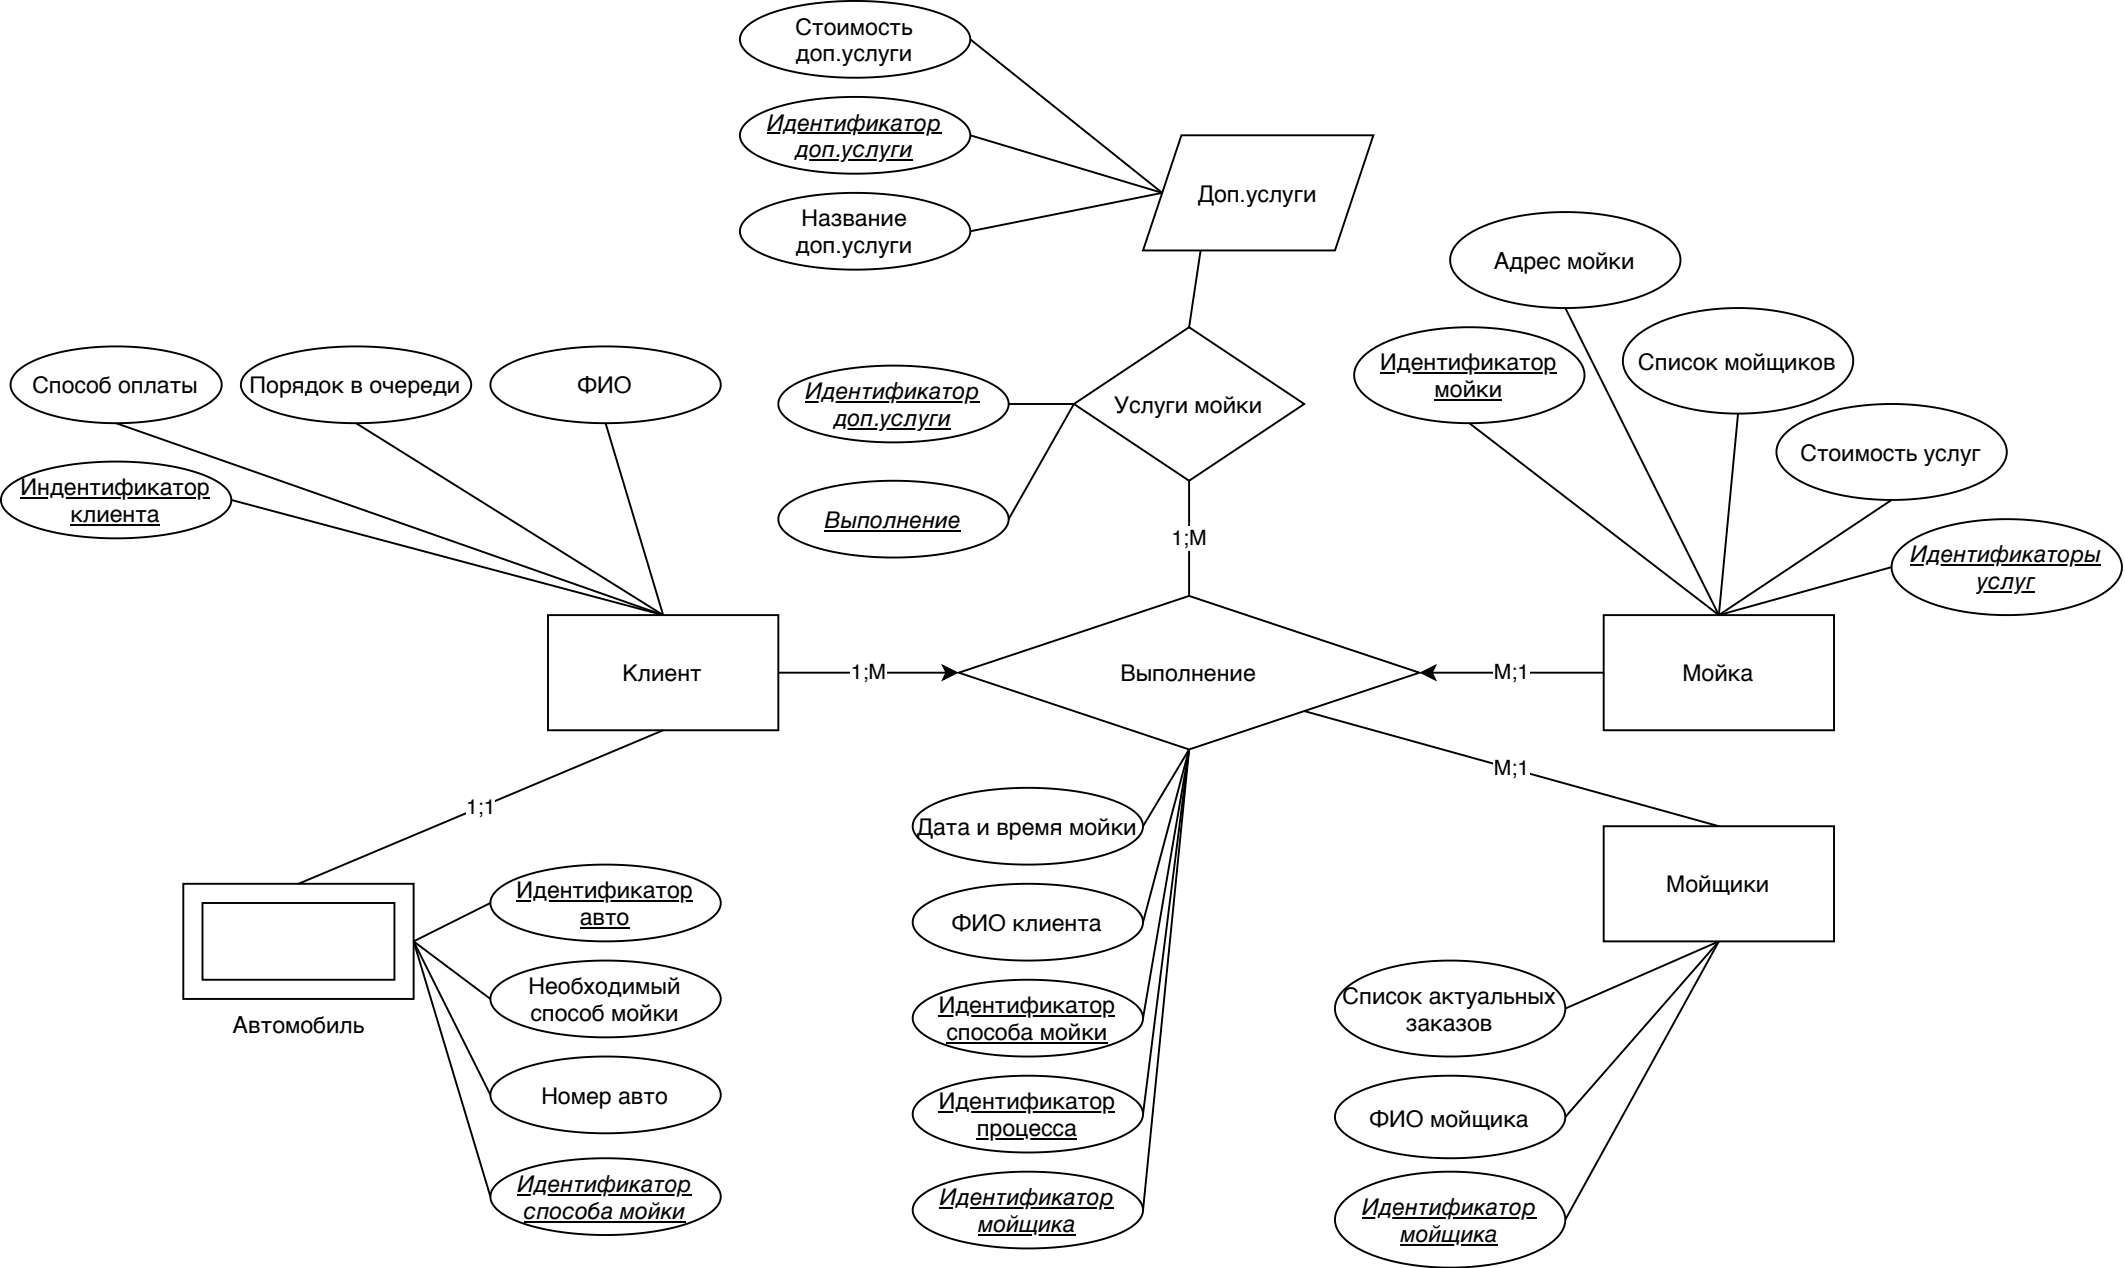 Стоимость
доп.услуги
Идентификатор
доп.услуги
Название
доп.услуги
Доп.услуги
Адрес мойки
Идентификатор
мойки
Список мойщиков
Стоимость услуг
Идентификаторы
услуг
Способ оплаты
Порядок в очереди
ФИО
Индентификатор
клиента
Идентификатор
доп.услуги
Услуги мойки
Выполнение
1;M
Клиент
1;M
Выполнение
M;1
Мойка
M;1
1;1
Мойщики
Автомобиль
Идентификатор
авто
Необходимый
способ мойки
Номер авто
Идентификатор
способа мойки
Дата и время мойки
ФИО клиента
Идентификатор
способа мойки
Идентификатор
процесса
Идентификатор
мойщика
Список актуальных
заказов
ФИО мойщика
Идентификатор
мойщика